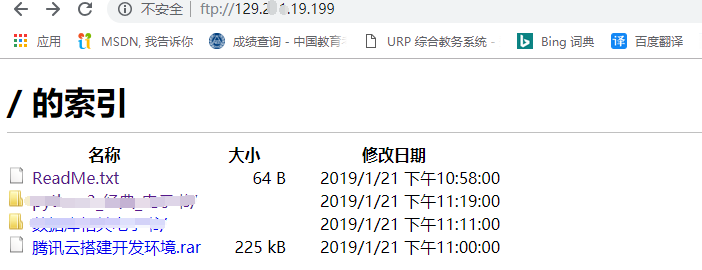 不安全 | ftp://129.2 .19.199
应用 MSDN, 我告诉你 成绩查询 - 中国教育 URP 综合教务系统 - Bing 词典 百度翻译
/ 的索引
名称 大小 修改日期
ReadMe.txt 64 B 2019/1/21 下午10:58:00
2019/1/21 下午11:19:00
2019/1/21 下午11:11:00
腾讯云搭建开发环境.rar 225 kB 2019/1/21 下午11:00:00